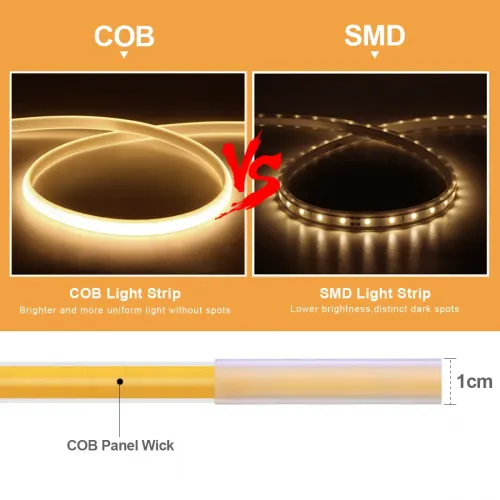 COB
SMD
VS
COB Light Strip
Brighter and more uniform light without spots
SMD Light Strip
Lower brightness,distinct dark spots
1cm
COB Panel Wick